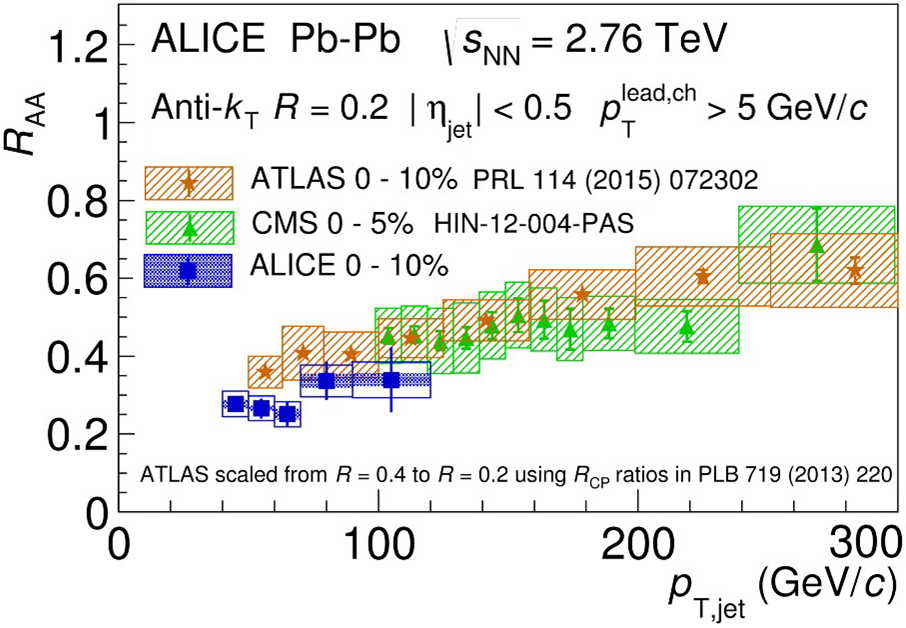 ALICE Pb-Pb √sNN = 2.76 TeV
Anti-kT R = 0.2 | ηjet| < 0.5 pTlead,ch > 5 GeV/c
ATLAS 0 - 10% PRL 114 (2015) 072302
CMS 0 - 5% HIN-12-004-PAS
ALICE 0 - 10%
RAA
1.2
1
0.8
0.6
0.4
0.2
0
ATLAS scaled from R = 0.4 to R = 0.2 using RCP ratios in PLB 719 (2013) 220
0 100 200 300
pT,jet (GeV/c)